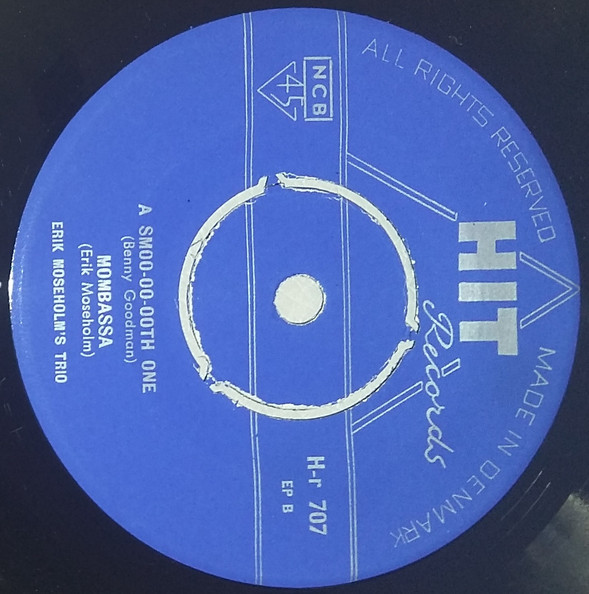 ALL RIGHTS RESERVED
MADE IN DENMARK
HIT
Records
NCB
45
H-r 707
EP B
A SMOO-OO-OOTH ONE
(Benny Goodman)
MOMBASSA
(Erik Moseholm)
ERIK MOSEHOLM'S TRIO